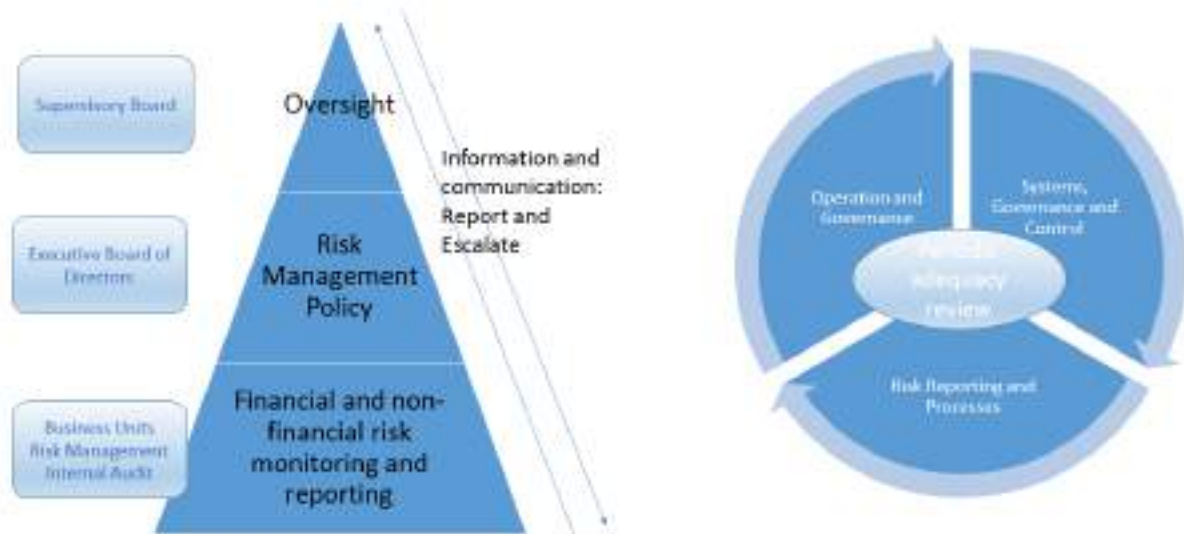 Supervisory Board
Oversight
Information and
communication:
Report and
Escalate
Executive Board of
Directors
Risk
Management
Policy
Business Units
Risk Management
Internal Audit
Financial and non-
financial risk
monitoring and
reporting
Operation and
Governance
Systems,
Governance and
Control
adequacy
review
Risk Reporting and
Processes